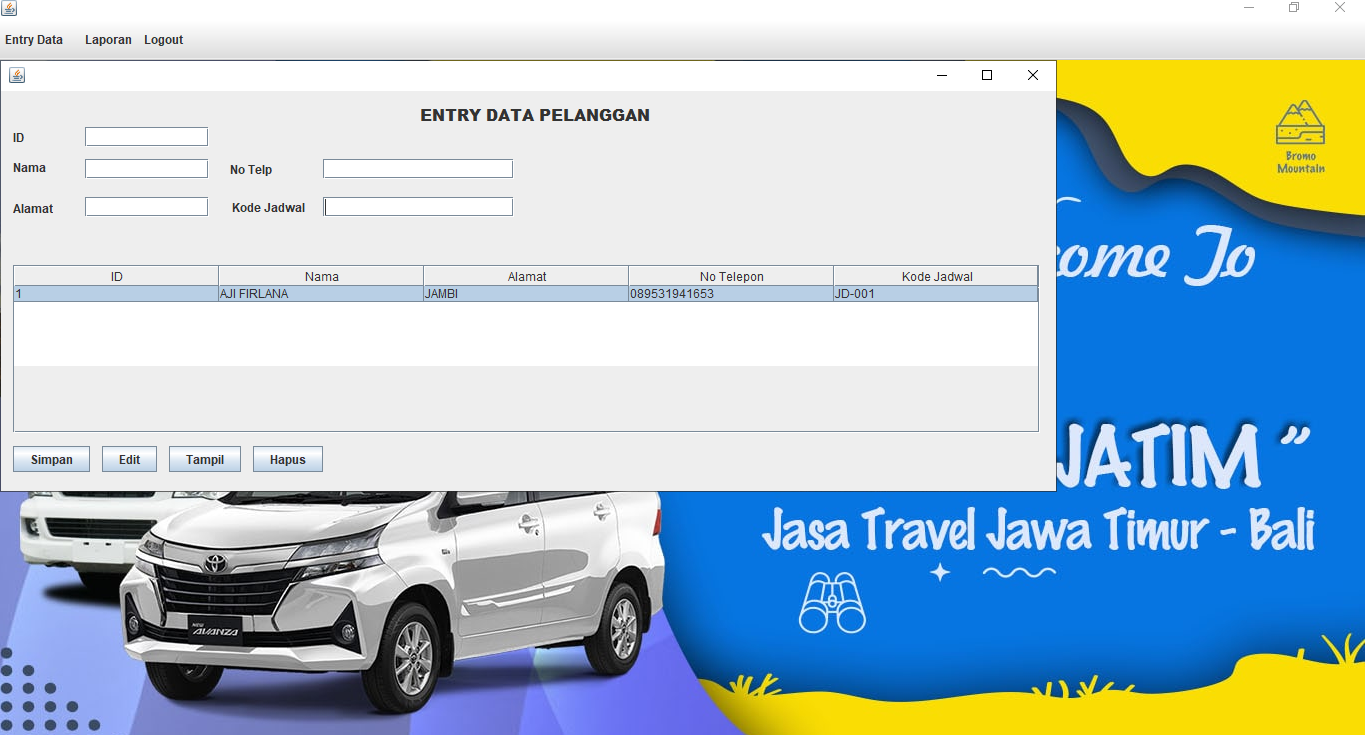 Entry Data Laporan Logout
ENTRY DATA PELANGGAN
ID
Nama No Telp
Alamat Kode Jadwal
ID Nama Alamat No Telepon Kode Jadwal
1 AJI FIRLANA JAMBI 089531941653 JD-001
Simpan Edit Tampil Hapus
Bromo
Mountain
ome To
JATIM ”
Jasa Travel Jawa Timur - Bali
NEW
AVANZA